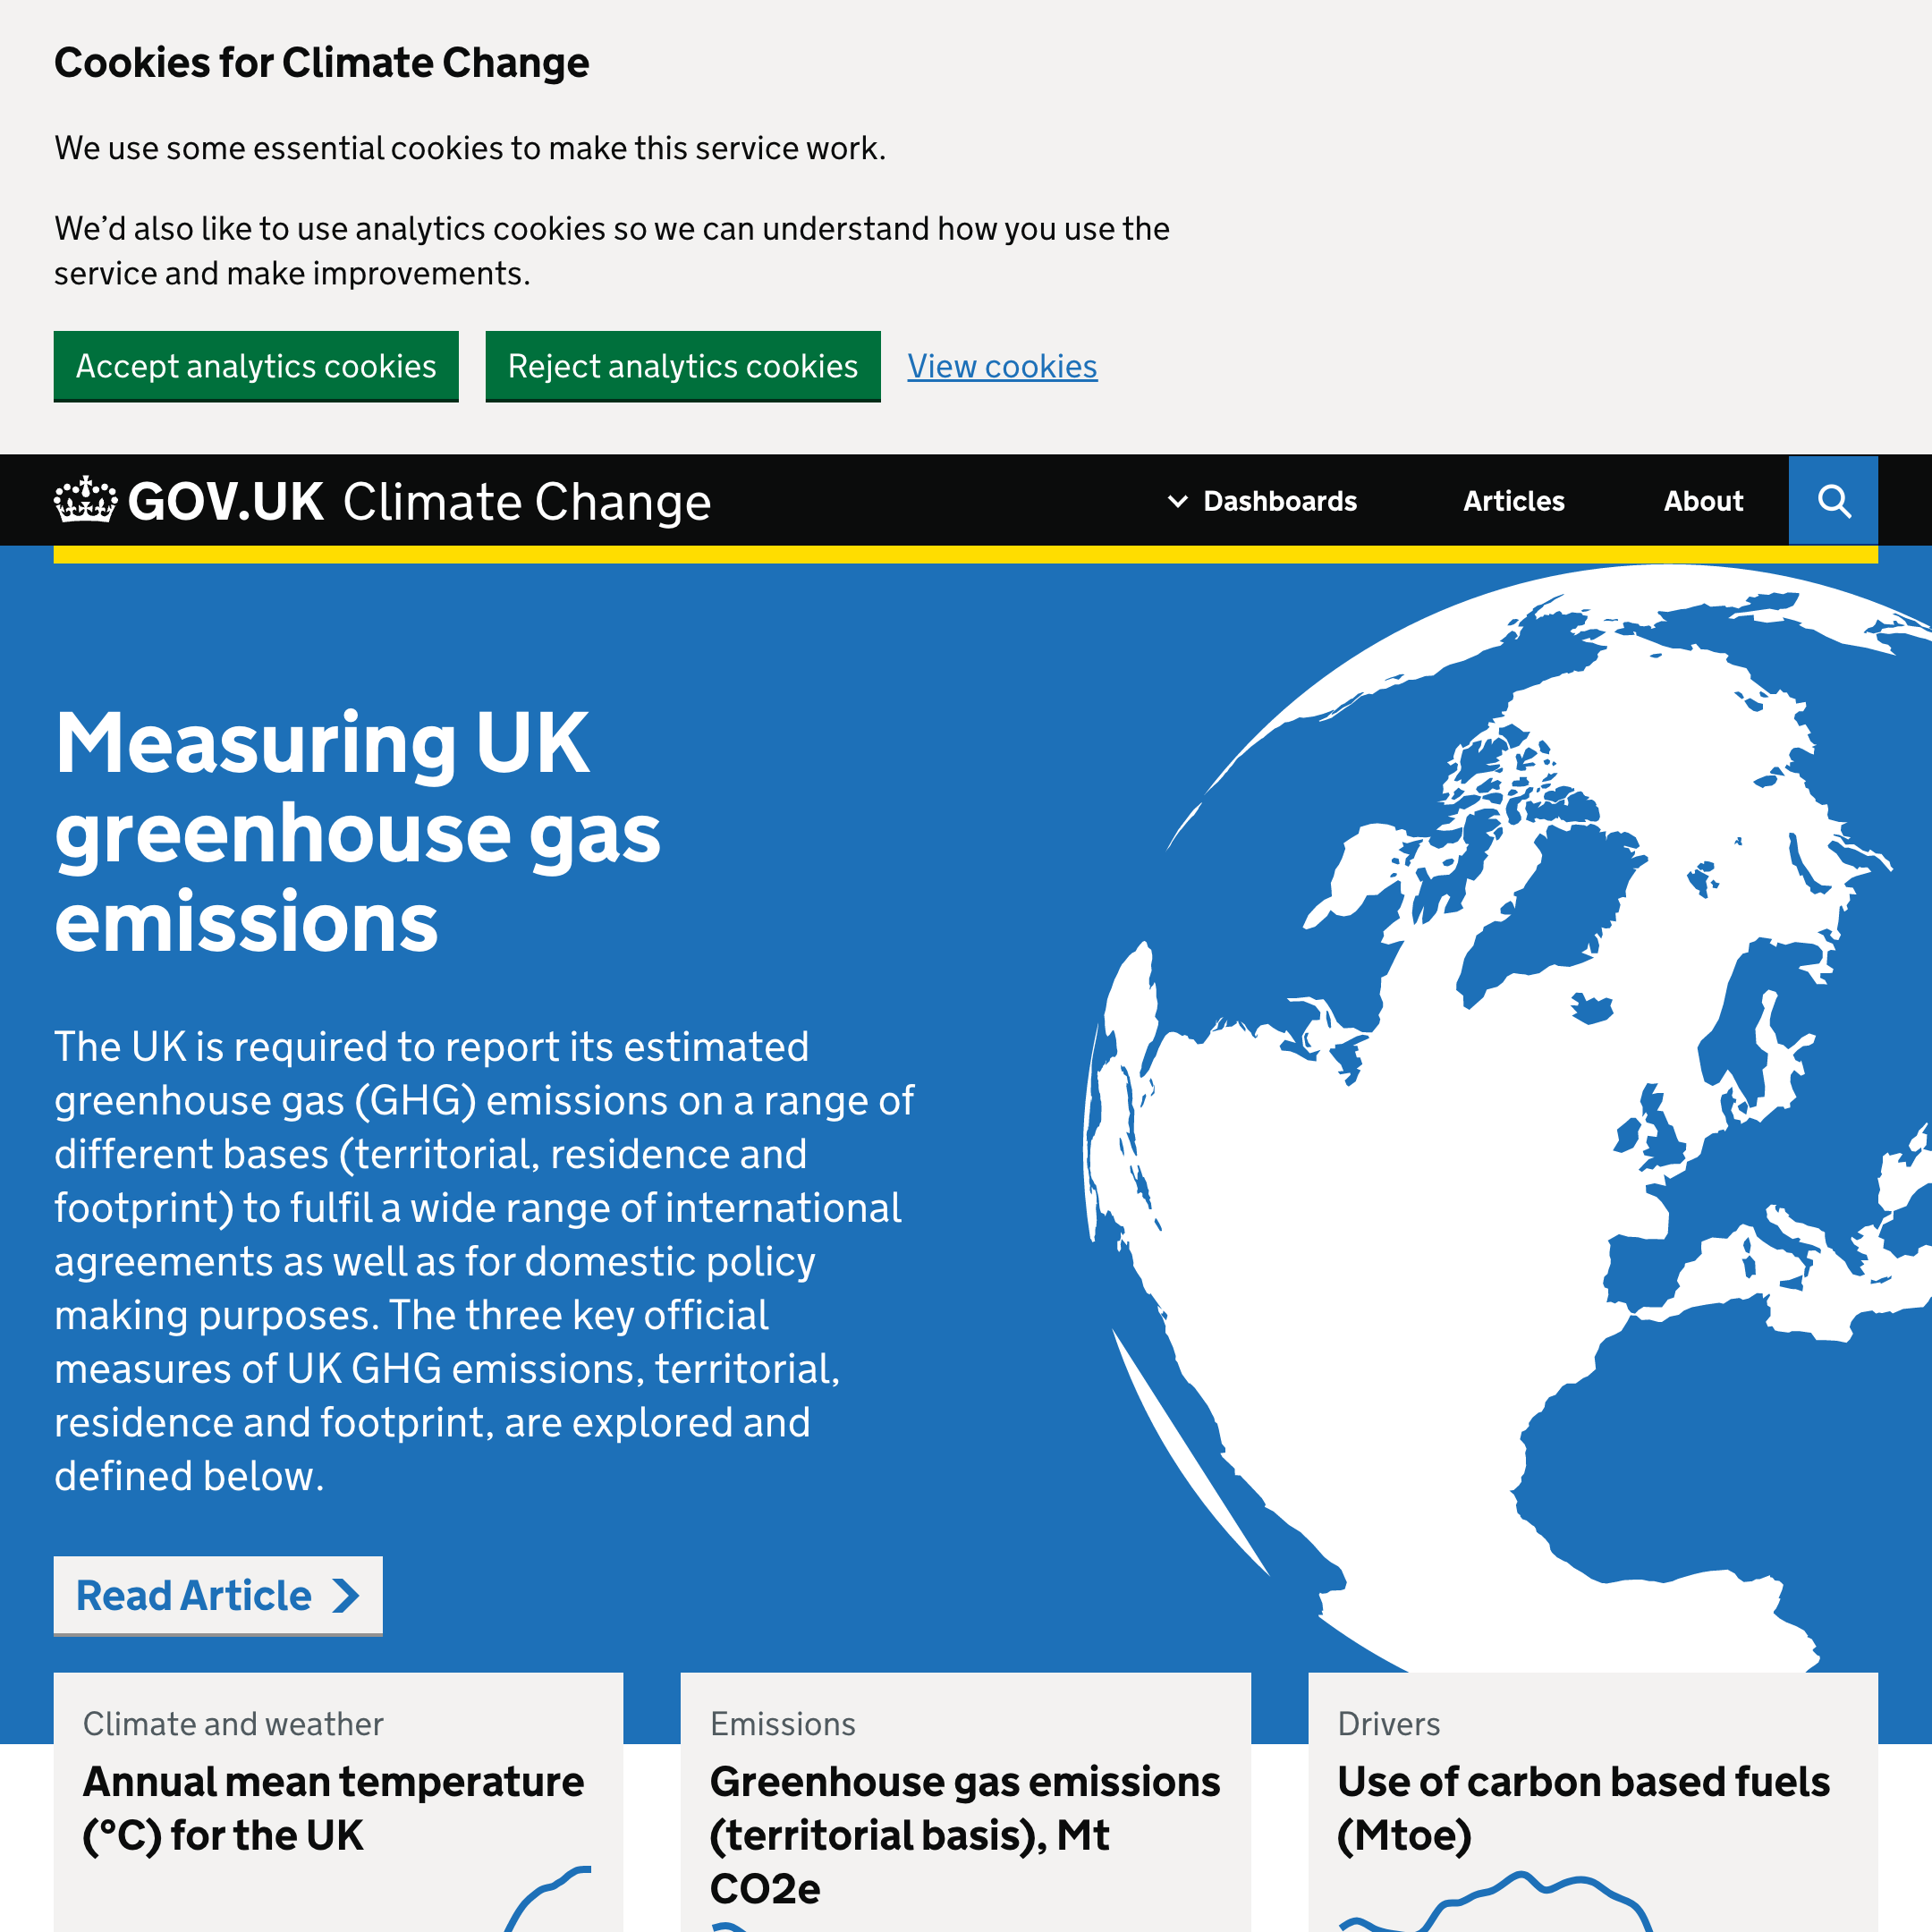 Cookies for Climate Change
We use some essential cookies to make this service work.
We’d also like to use analytics cookies so we can understand how you use the
service and make improvements.
Accept analytics cookies
Reject analytics cookies
View cookies
GOV.UK Climate Change
Dashboards
Articles
About
Measuring UK
greenhouse gas
emissions
The UK is required to report its estimated
greenhouse gas (GHG) emissions on a range of
different bases (territorial, residence and
footprint) to fulfil a wide range of international
agreements as well as for domestic policy
making purposes. The three key official
measures of UK GHG emissions, territorial,
residence and footprint, are explored and
defined below.
Read Article
Climate and weather
Annual mean temperature
(°C) for the UK
Emissions
Greenhouse gas emissions
(territorial basis), Mt
CO2e
Drivers
Use of carbon based fuels
(Mtoe)